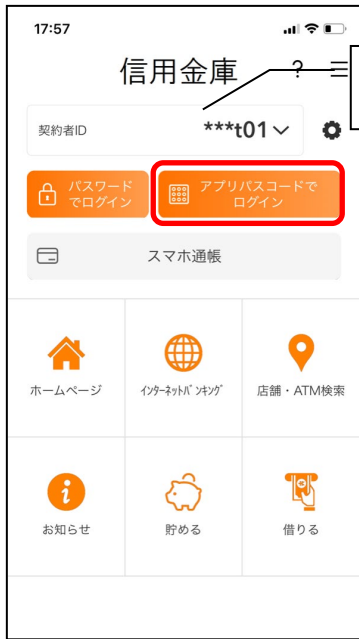 17:57
信用金庫 ?
契約者ID ***t01
パスワード
でログイン
アプリパスコードで
ログイン
スマホ通帳
ホームページ
インターネットバンキング
店舗・ATM検索
お知らせ
貯める
借りる